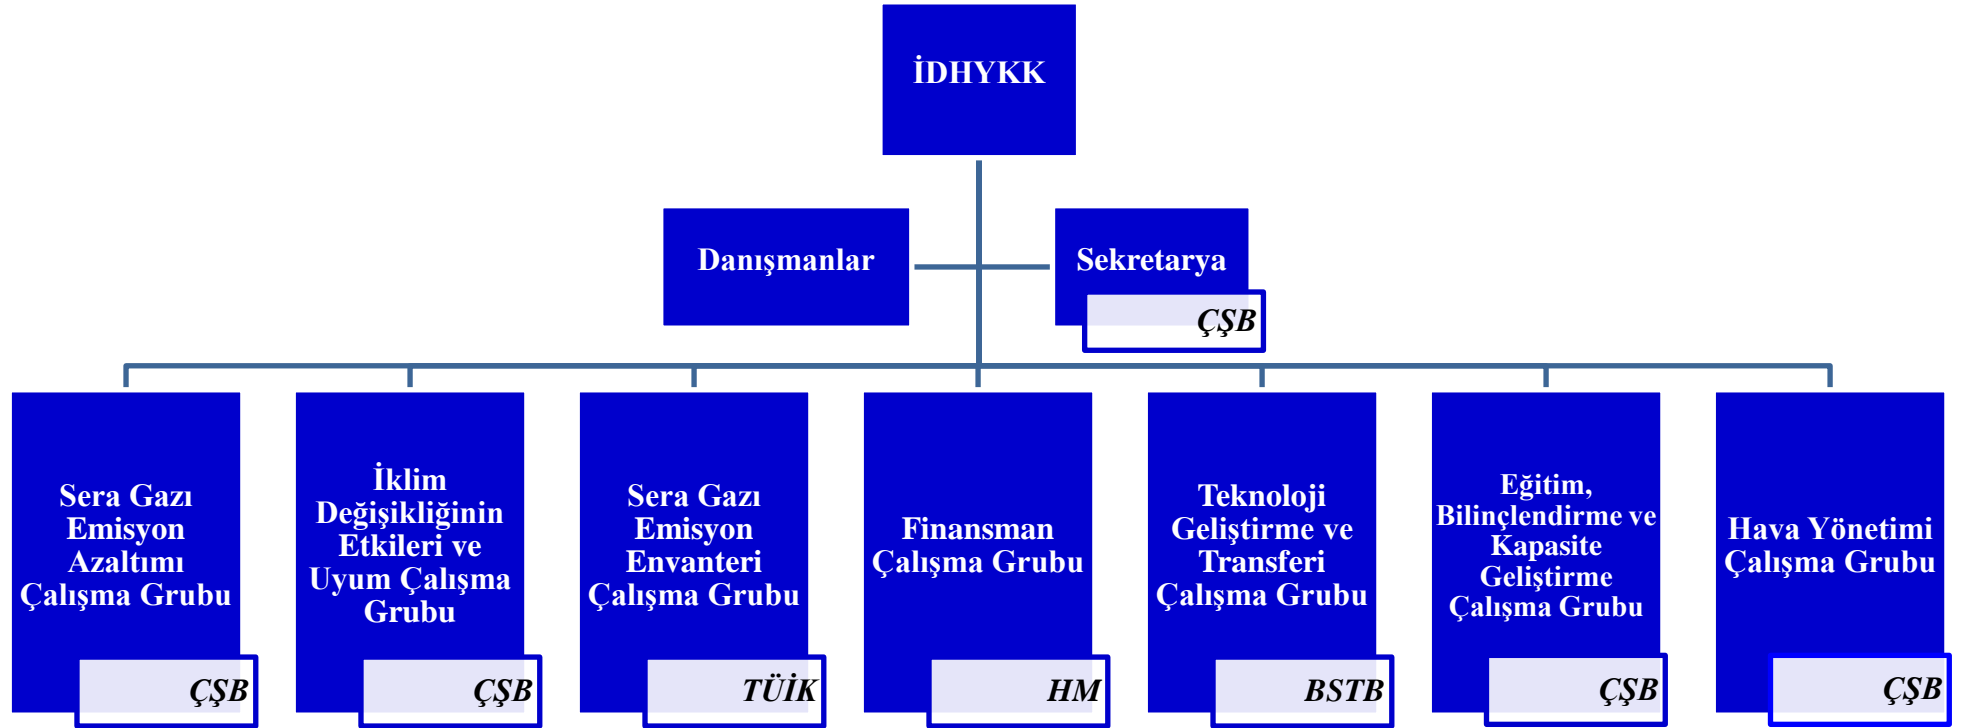 İDHYKK
Danışmanlar
Sekretarya
ÇŞB
Sera Gazı
Emisyon
Azaltımı
Çalışma Grubu
ÇŞB
İklim
Değişikliğinin
Etkileri ve
Uyum Çalışma
Grubu
ÇŞB
Sera Gazı
Emisyon
Envanteri
Çalışma Grubu
TÜİK
Finansman
Çalışma Grubu
HM
Teknoloji
Geliştirme ve
Transferi
Çalışma Grubu
BSTB
Eğitim,
Bilinçlendirme ve
Kapasite
Geliştirme
Çalışma Grubu
ÇŞB
Hava Yönetimi
Çalışma Grubu
ÇŞB